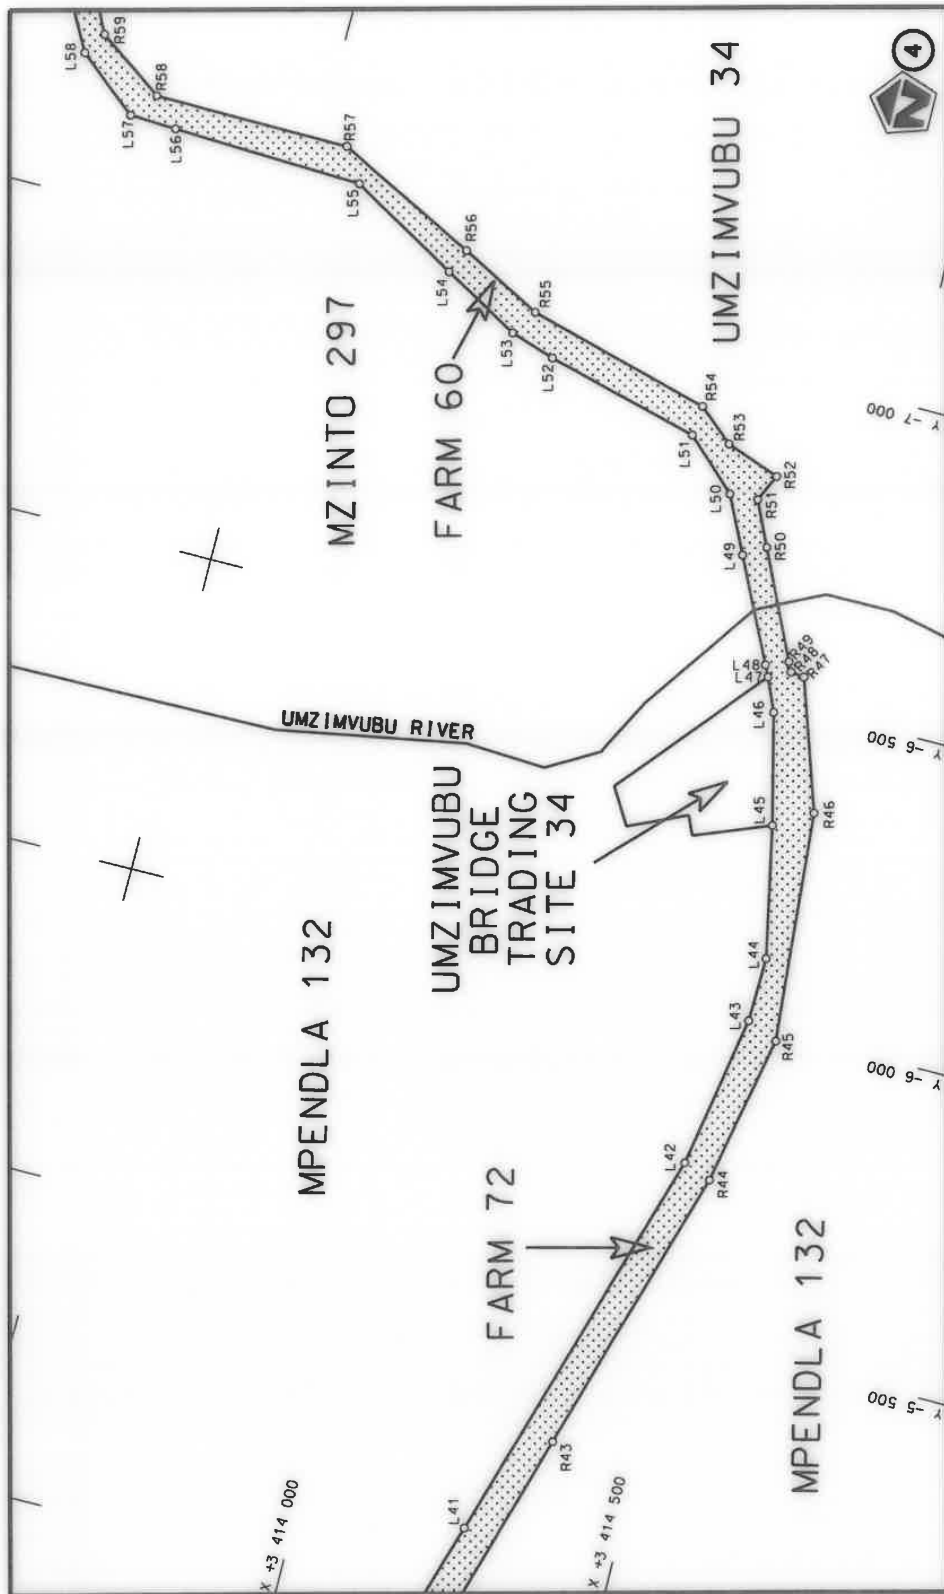 L58
R59
R58
L57
L56
R57
L55
R56
L54
R55
L53
L52
R54
L51
R53
R52
L50
R51
R50
L49
R49
L48
R48
L47
R47
L46
L45
R46
L44
L43
R45
L42
R44
R43
L41
MZINTO 297
FARM 60
UMZIMVUBU 34
N
4
Y -7 000
Y -6 500
Y -6 000
Y -5 500
UMZIMVUBU RIVER
UMZIMVUBU
BRIDGE
TRADING
SITE 34
MPENDLA 132
FARM 72
MPENDLA 132
X +3 414 000
X +3 414 500